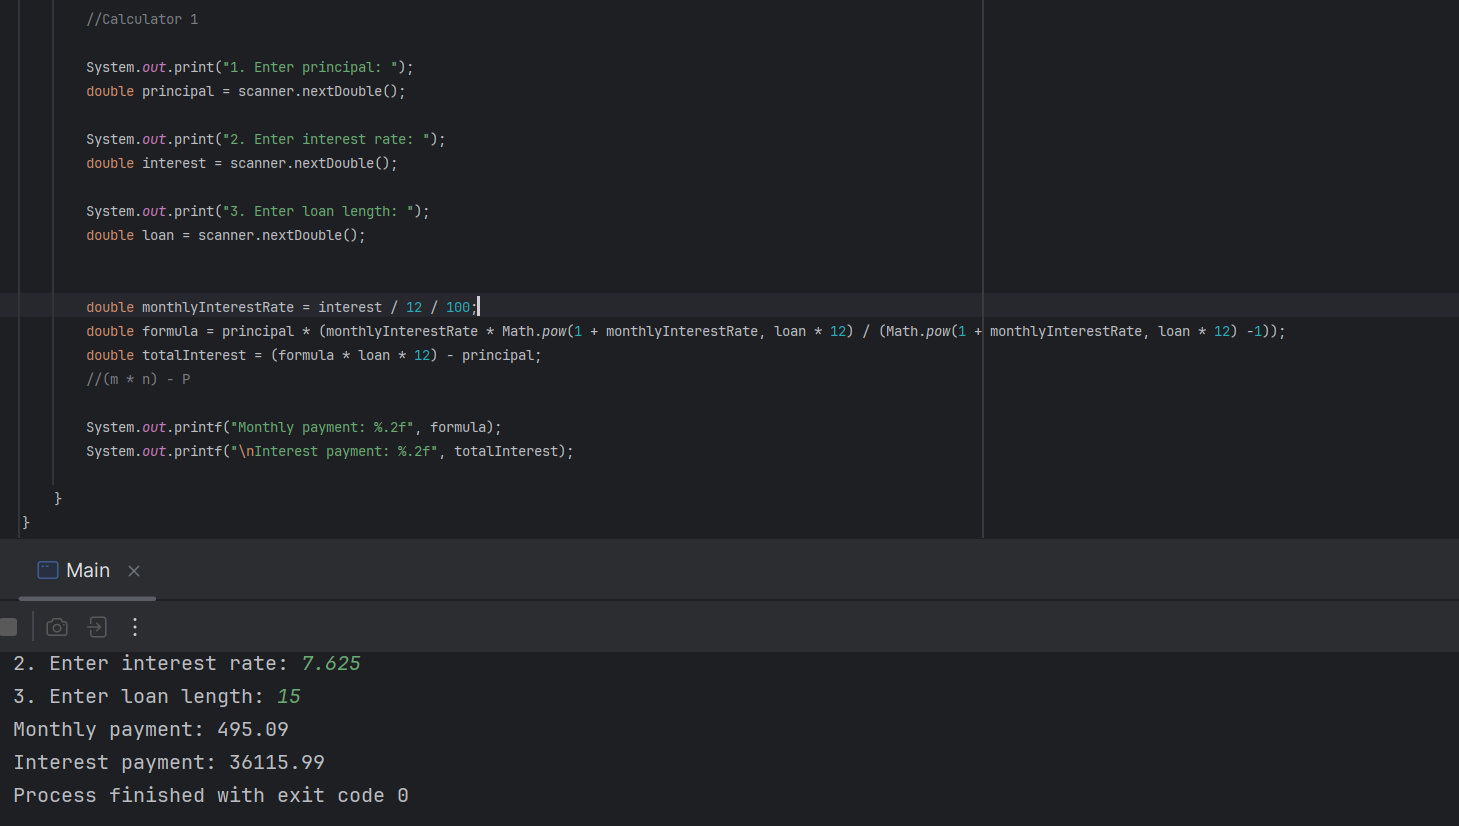 //Calculator 1
System.out.print("1. Enter principal: ");
double principal = scanner.nextDouble();
System.out.print("2. Enter interest rate: ");
double interest = scanner.nextDouble();
System.out.print("3. Enter loan length: ");
double loan = scanner.nextDouble();
double monthlyInterestRate = interest / 12 / 100;
double formula = principal * (monthlyInterestRate * Math.pow(1 + monthlyInterestRate, loan * 12) / (Math.pow(1 + monthlyInterestRate, loan * 12) -1));
double totalInterest = (formula * loan * 12) - principal;
//(m * n) - P
System.out.printf("Monthly payment: %.2f", formula);
System.out.printf("\nInterest payment: %.2f", totalInterest);
}
}
Main
2. Enter interest rate: 7.625
3. Enter loan length: 15
Monthly payment: 495.09
Interest payment: 36115.99
Process finished with exit code 0